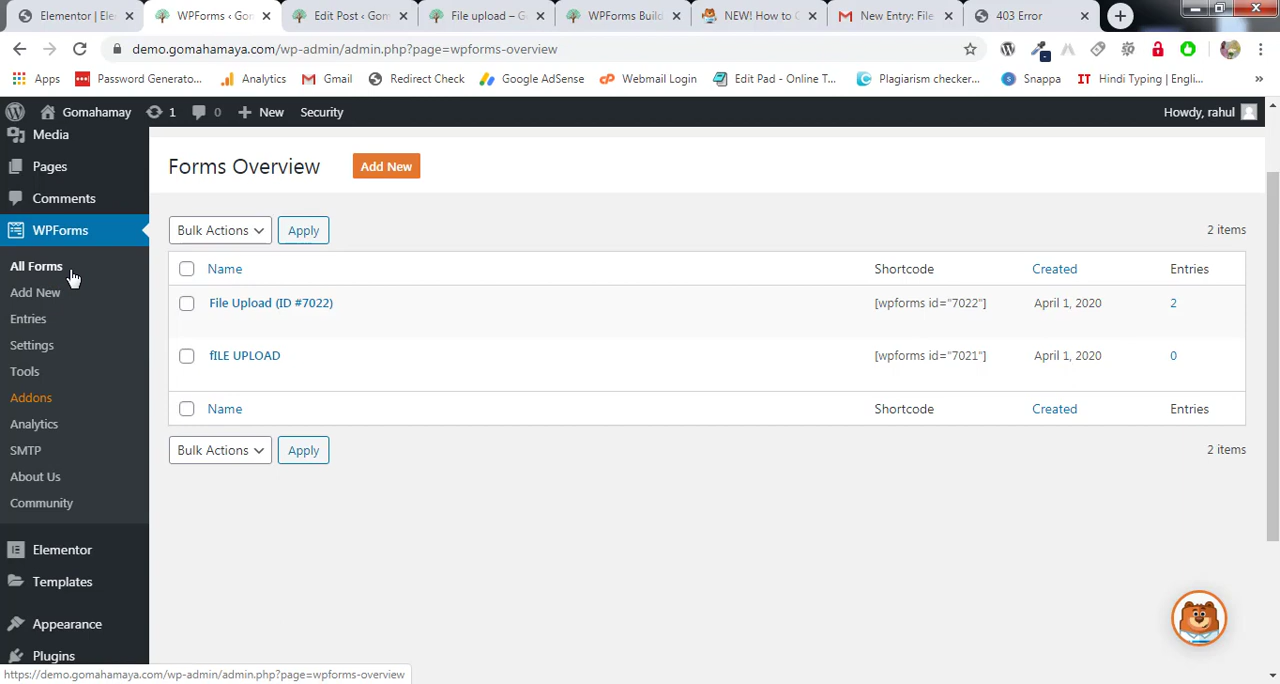 Elementor | Ele
WPForms ‹ Gor
Edit Post ‹ Gom
File upload – G
WPForms Build
NEW! How to C
New Entry: File
403 Error
demo.gomahamaya.com/wp-admin/admin.php?page=wpforms-overview
Apps
Password Generato...
Analytics
Gmail
Redirect Check
Google AdSense
Webmail Login
Edit Pad - Online T...
Plagiarism checker...
Snappa
IT Hindi Typing | Engli...
»
Gomahamaya
1
0
New
Security
Howdy, rahul
Media
Pages
Comments
WPForms
All Forms
Add New
Entries
Settings
Tools
Addons
Analytics
SMTP
About Us
Community
Elementor
Templates
Appearance
Plugins
Forms Overview
Add New
Bulk Actions
Apply
2 items
Name Shortcode Created Entries
File Upload (ID #7022) [wpforms id="7022"] April 1, 2020 2
fILE UPLOAD [wpforms id="7021"] April 1, 2020 0
Name Shortcode Created Entries
Bulk Actions
Apply
2 items
https://demo.gomahamaya.com/wp-admin/admin.php?page=wpforms-overview